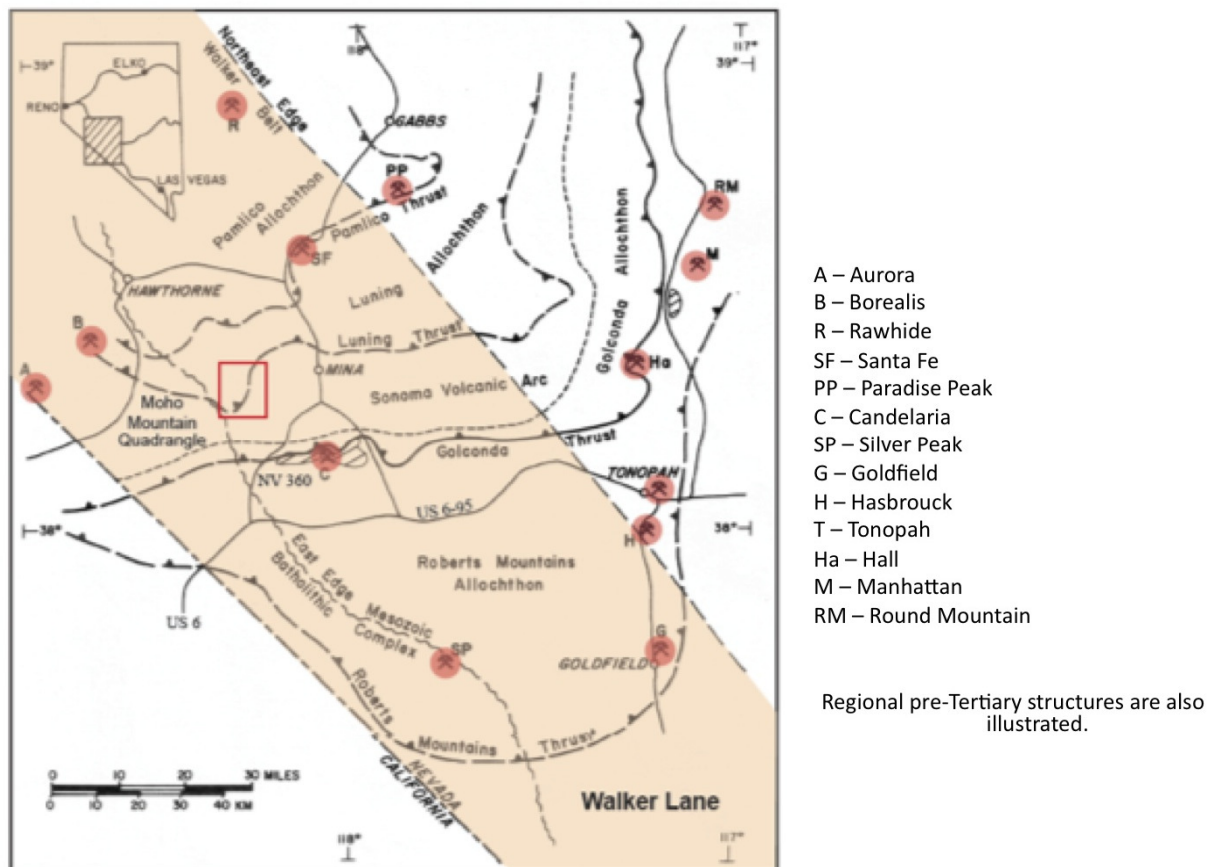 Northeast Edge
Walker Belt
118°
117°
39°
39°
ELKO
RENO
LAS VEGAS
R
GABBS
PP
Pamlico Thrust
Pamlico
Allochthon
SF
RM
M
Allochthon
Golconda Allochthon
HAWTHORNE
Luning
Luning Thrust
B
A
MINA
Ha
Sonoma Volcanic Arc
Moho
Mountain
Quadrangle
Golconda Thrust
C
NV 360
TONOPAH
US 6-95
38°
38°
H
East Edge Mesozoic
Batholithic Complex
Roberts Mountains
Allochthon
US 6
SP
G
GOLDFIELD
Roberts Mountains Thrust
NEVADA
CALIFORNIA
0 10 20 30 MILES
0 10 20 30 40 KM
Walker Lane
118°
117°
A – Aurora
B – Borealis
R – Rawhide
SF – Santa Fe
PP – Paradise Peak
C – Candelaria
SP – Silver Peak
G – Goldfield
H – Hasbrouck
T – Tonopah
Ha – Hall
M – Manhattan
RM – Round Mountain
Regional pre-Tertiary structures are also
illustrated.